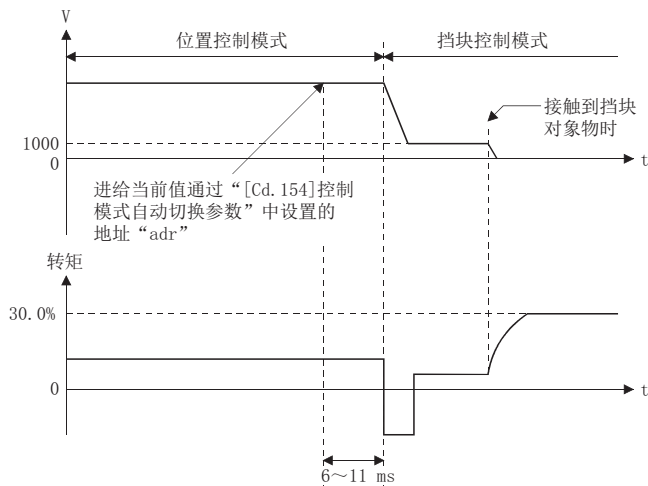 V
位置控制模式
挡块控制模式
接触到挡块
对象物时
1000
0
t
进给当前值通过“[Cd.154]控制
模式自动切换参数”中设置的
地址“adr”
转矩
30.0%
0
t
6～11 ms